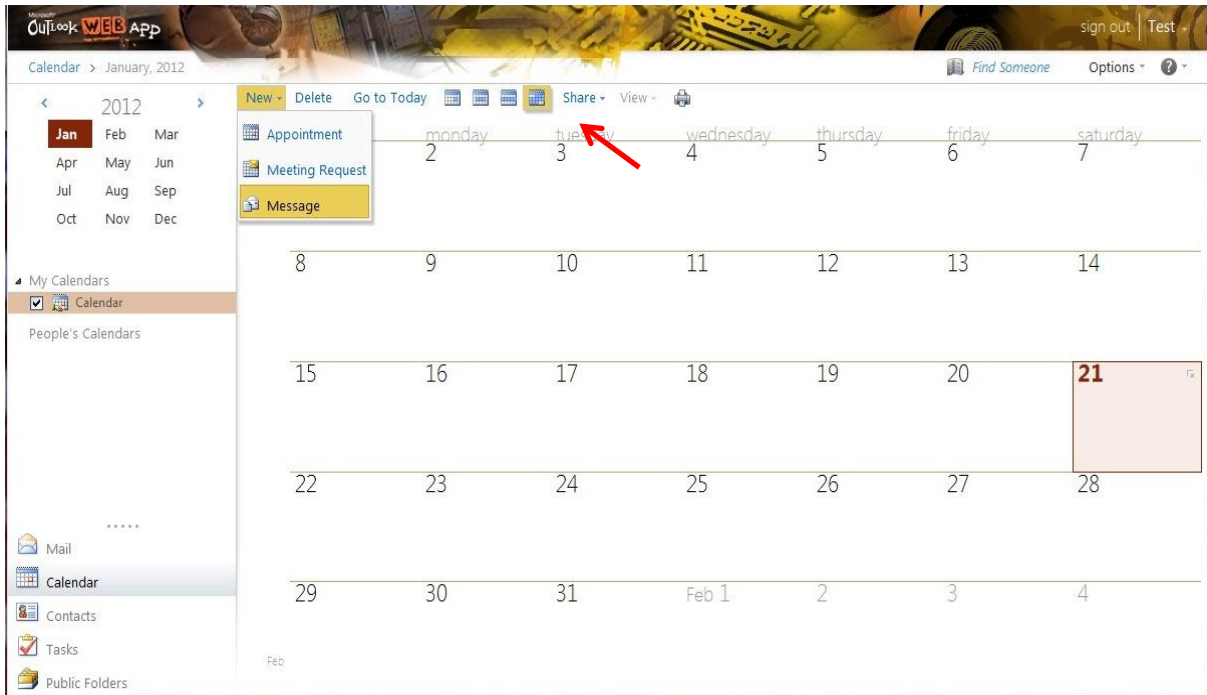 Microsoft
Outlook WEB APP
sign out | Test
Calendar > January, 2012
Find Someone
Options
?
< 2012 >
Jan Feb Mar
Apr May Jun
Jul Aug Sep
Oct Nov Dec
My Calendars
Calendar
People's Calendars
Mail
Calendar
Contacts
Tasks
Public Folders
New Delete Go to Today Share View
Appointment
Meeting Request
Message
monday tuesday wednesday thursday friday saturday
2 3 4 5 6 7
8 9 10 11 12 13 14
15 16 17 18 19 20 21
22 23 24 25 26 27 28
29 30 31 Feb 1 2 3 4
Feb